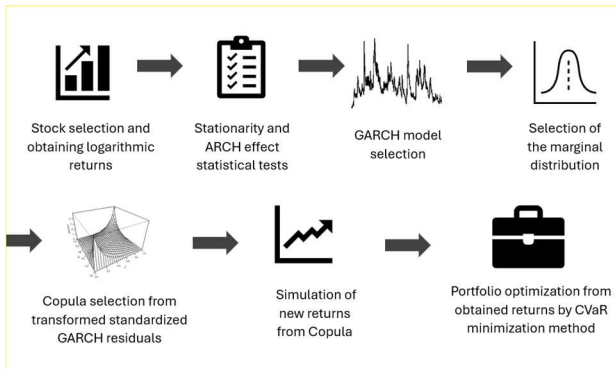 Stock selection and
obtaining logarithmic
returns
Stationarity and
ARCH effect
statistical tests
GARCH model
selection
Selection of
the marginal
distribution
Copula selection from
transformed standardized
GARCH residuals
Simulation of
new returns
from Copula
Portfolio optimization from
obtained returns by CVaR
minimization method